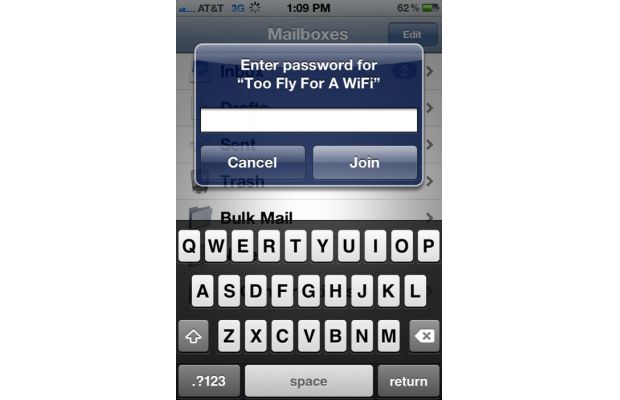 AT&T 3G 1:09 PM 62%
Mailboxes Edit
Enter password for
“Too Fly For A WiFi”
Inbox 2
Drafts
Sent
Cancel Join
Trash
Bulk Mail
Q W E R T Y U I O P
A S D F G H J K L
Z X C V B N M
.?123 space return